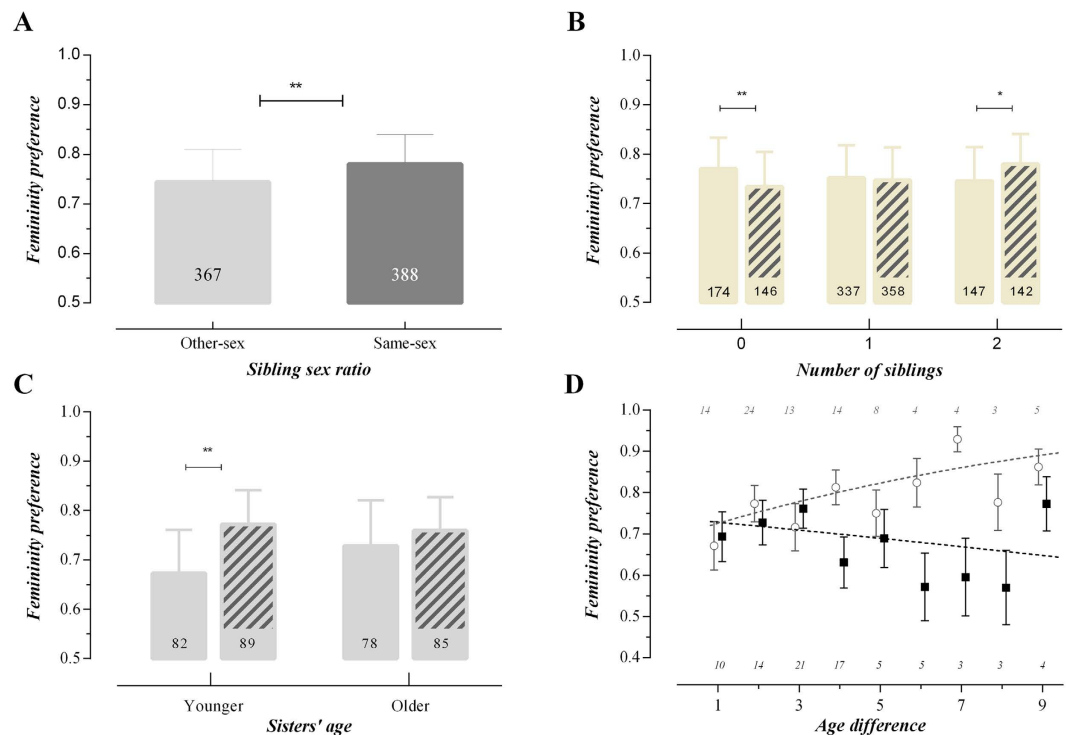 A
Femininity preference
1.0
0.9
0.8
0.7
0.6
0.5
**
367
388
Other-sex
Same-sex
Sibling sex ratio
B
Femininity preference
1.0
0.9
0.8
0.7
0.6
0.5
**
*
174
146
337
358
147
142
0
1
2
Number of siblings
C
Femininity preference
1.0
0.9
0.8
0.7
0.6
0.5
**
82
89
78
85
Younger
Older
Sisters' age
D
Femininity preference
1.0
0.9
0.8
0.7
0.6
0.5
0.4
14 24 13 14 8 4 4 3 5
10 14 21 17 5 5 3 3 4
1 3 5 7 9
Age difference